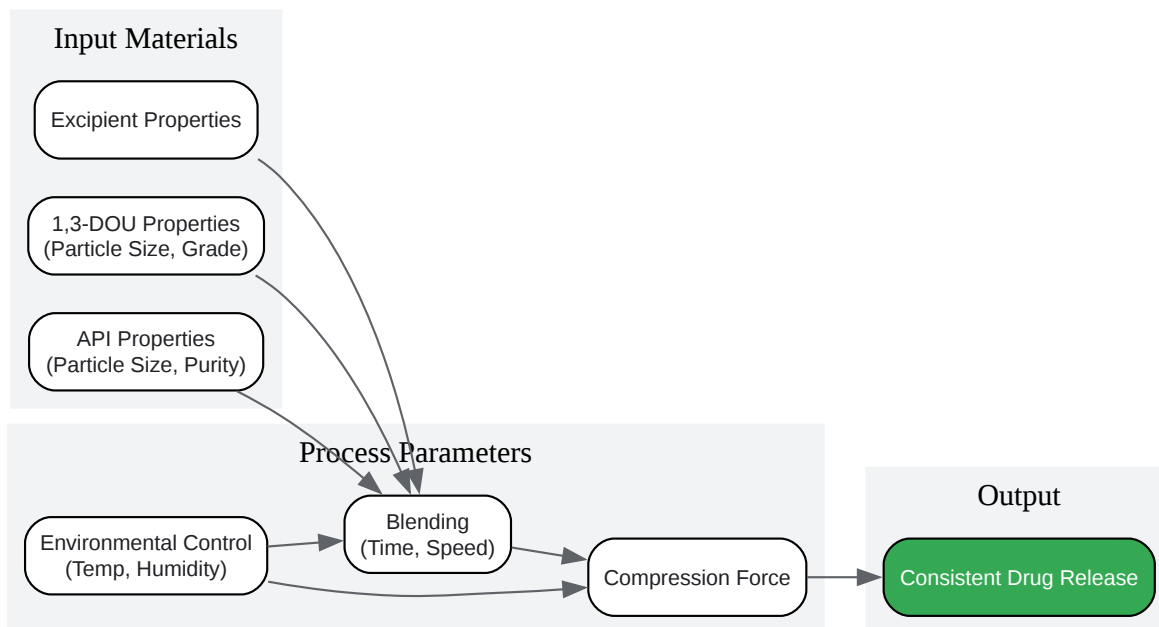 Input Materials
Excipient Properties
1,3-DOU Properties
(Particle Size, Grade)
API Properties
(Particle Size, Purity)
Process Parameters
Environmental Control
(Temp, Humidity)
Blending
(Time, Speed)
Compression Force
Output
Consistent Drug Release